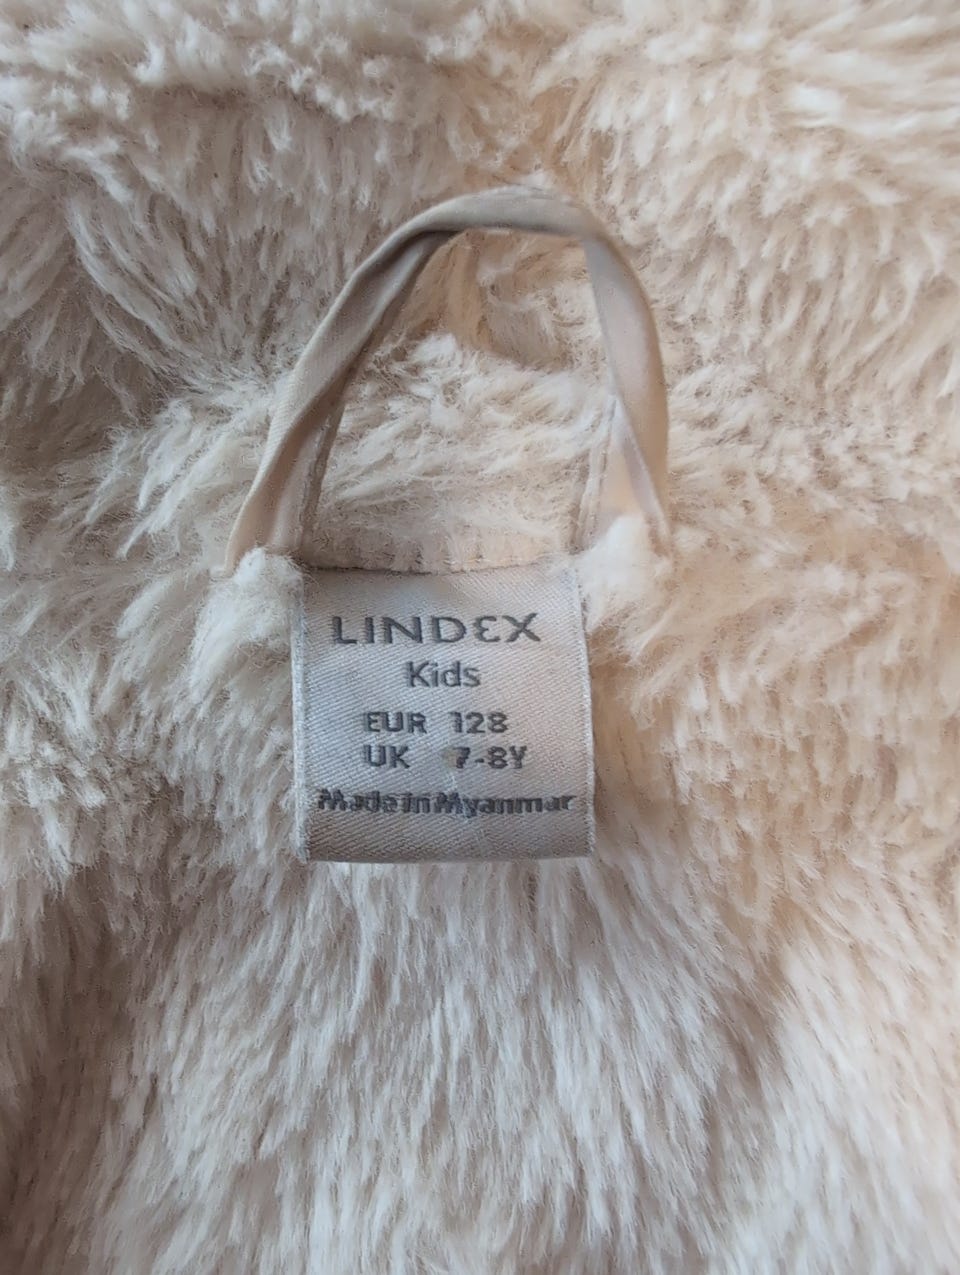 LINDEX
Kids
EUR 128
UK 7-8Y
Made in Myanmar